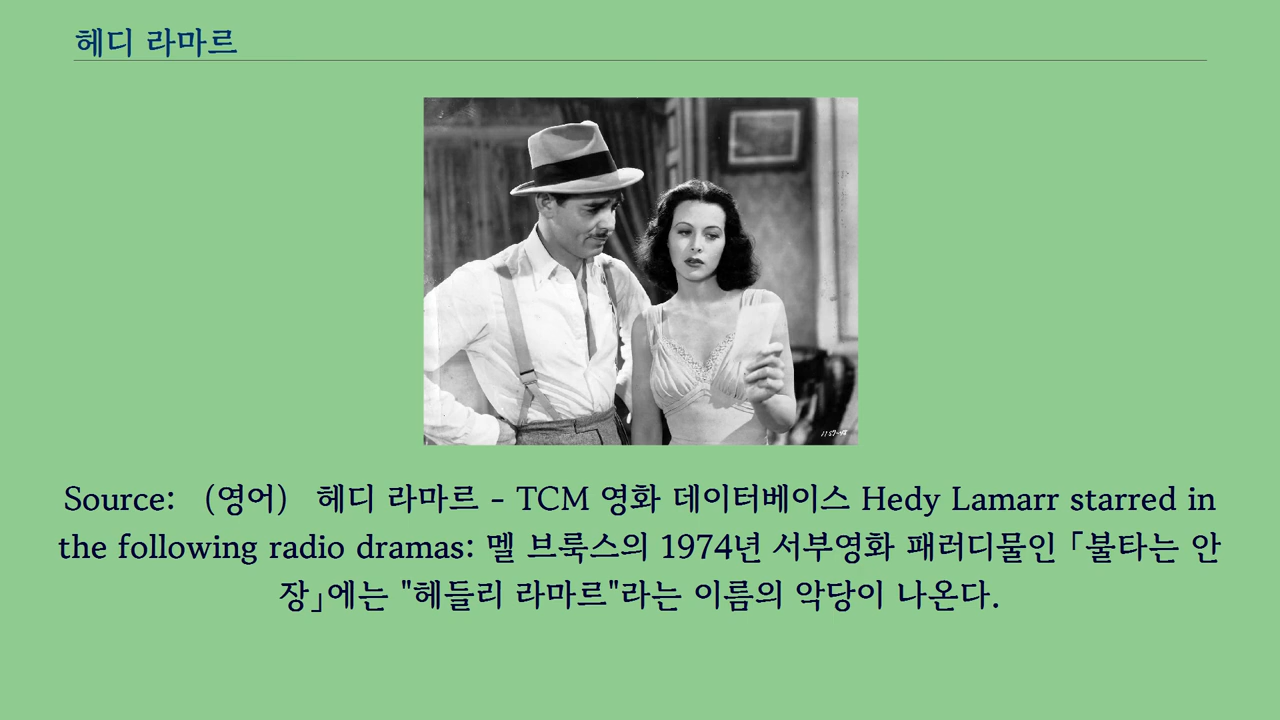 헤디 라마르
1157-48
Source: （영어） 헤디 라마르 – TCM 영화 데이터베이스 Hedy Lamarr starred in
the following radio dramas: 멜 브룩스의 1974년 서부영화 패러디물인 「불타는 안
장」에는 "헤들리 라마르"라는 이름의 악당이 나온다.